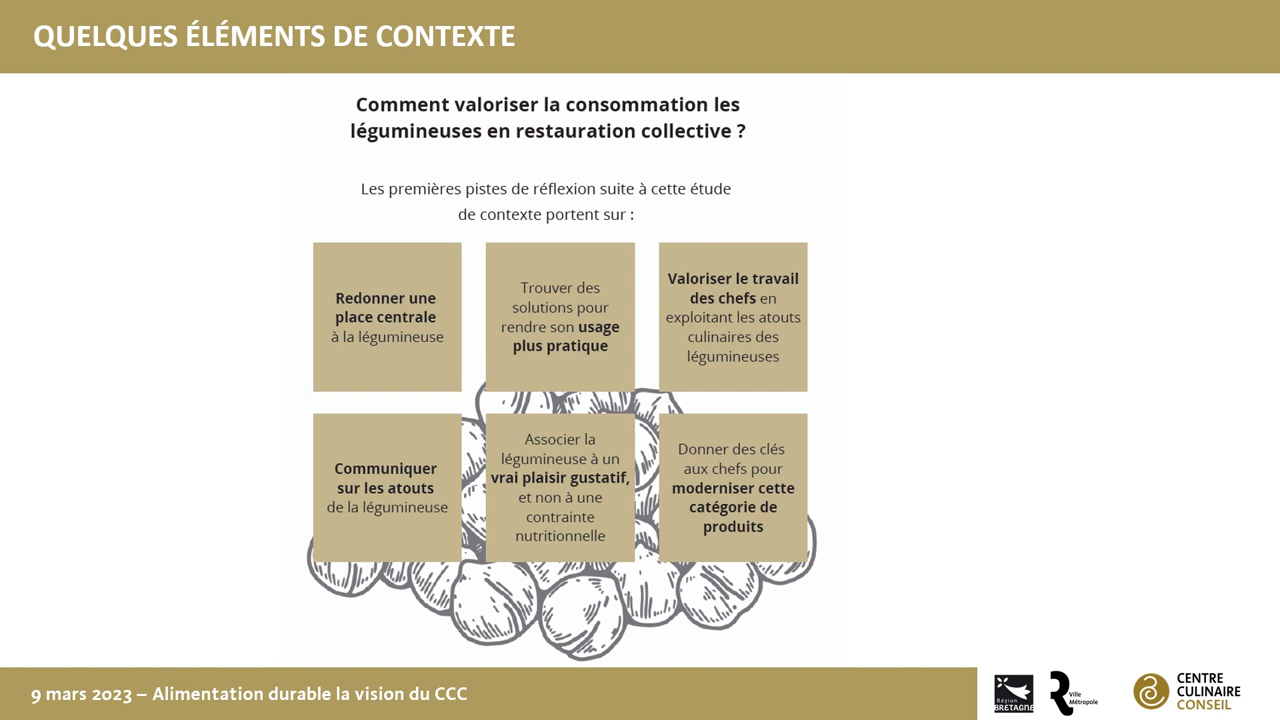 QUELQUES ÉLÉMENTS DE CONTEXTE
Comment valoriser la consommation les
légumineuses en restauration collective ?
Les premières pistes de réflexion suite à cette étude
de contexte portent sur :
Redonner une
place centrale
à la légumineuse
Trouver des
solutions pour
rendre son usage
plus pratique
Valoriser le travail
des chefs en
exploitant les atouts
culinaires des
légumineuses
Communiquer
sur les atouts
de la légumineuse
Associer la
légumineuse à un
vrai plaisir gustatif,
et non à une
contrainte
nutritionnelle
Donner des clés
aux chefs pour
moderniser cette
catégorie de
produits
9 mars 2023 – Alimentation durable la vision du CCC
Région
BRETAGNE
R
Ville
Métropole
CENTRE
CULINAIRE
CONSEIL